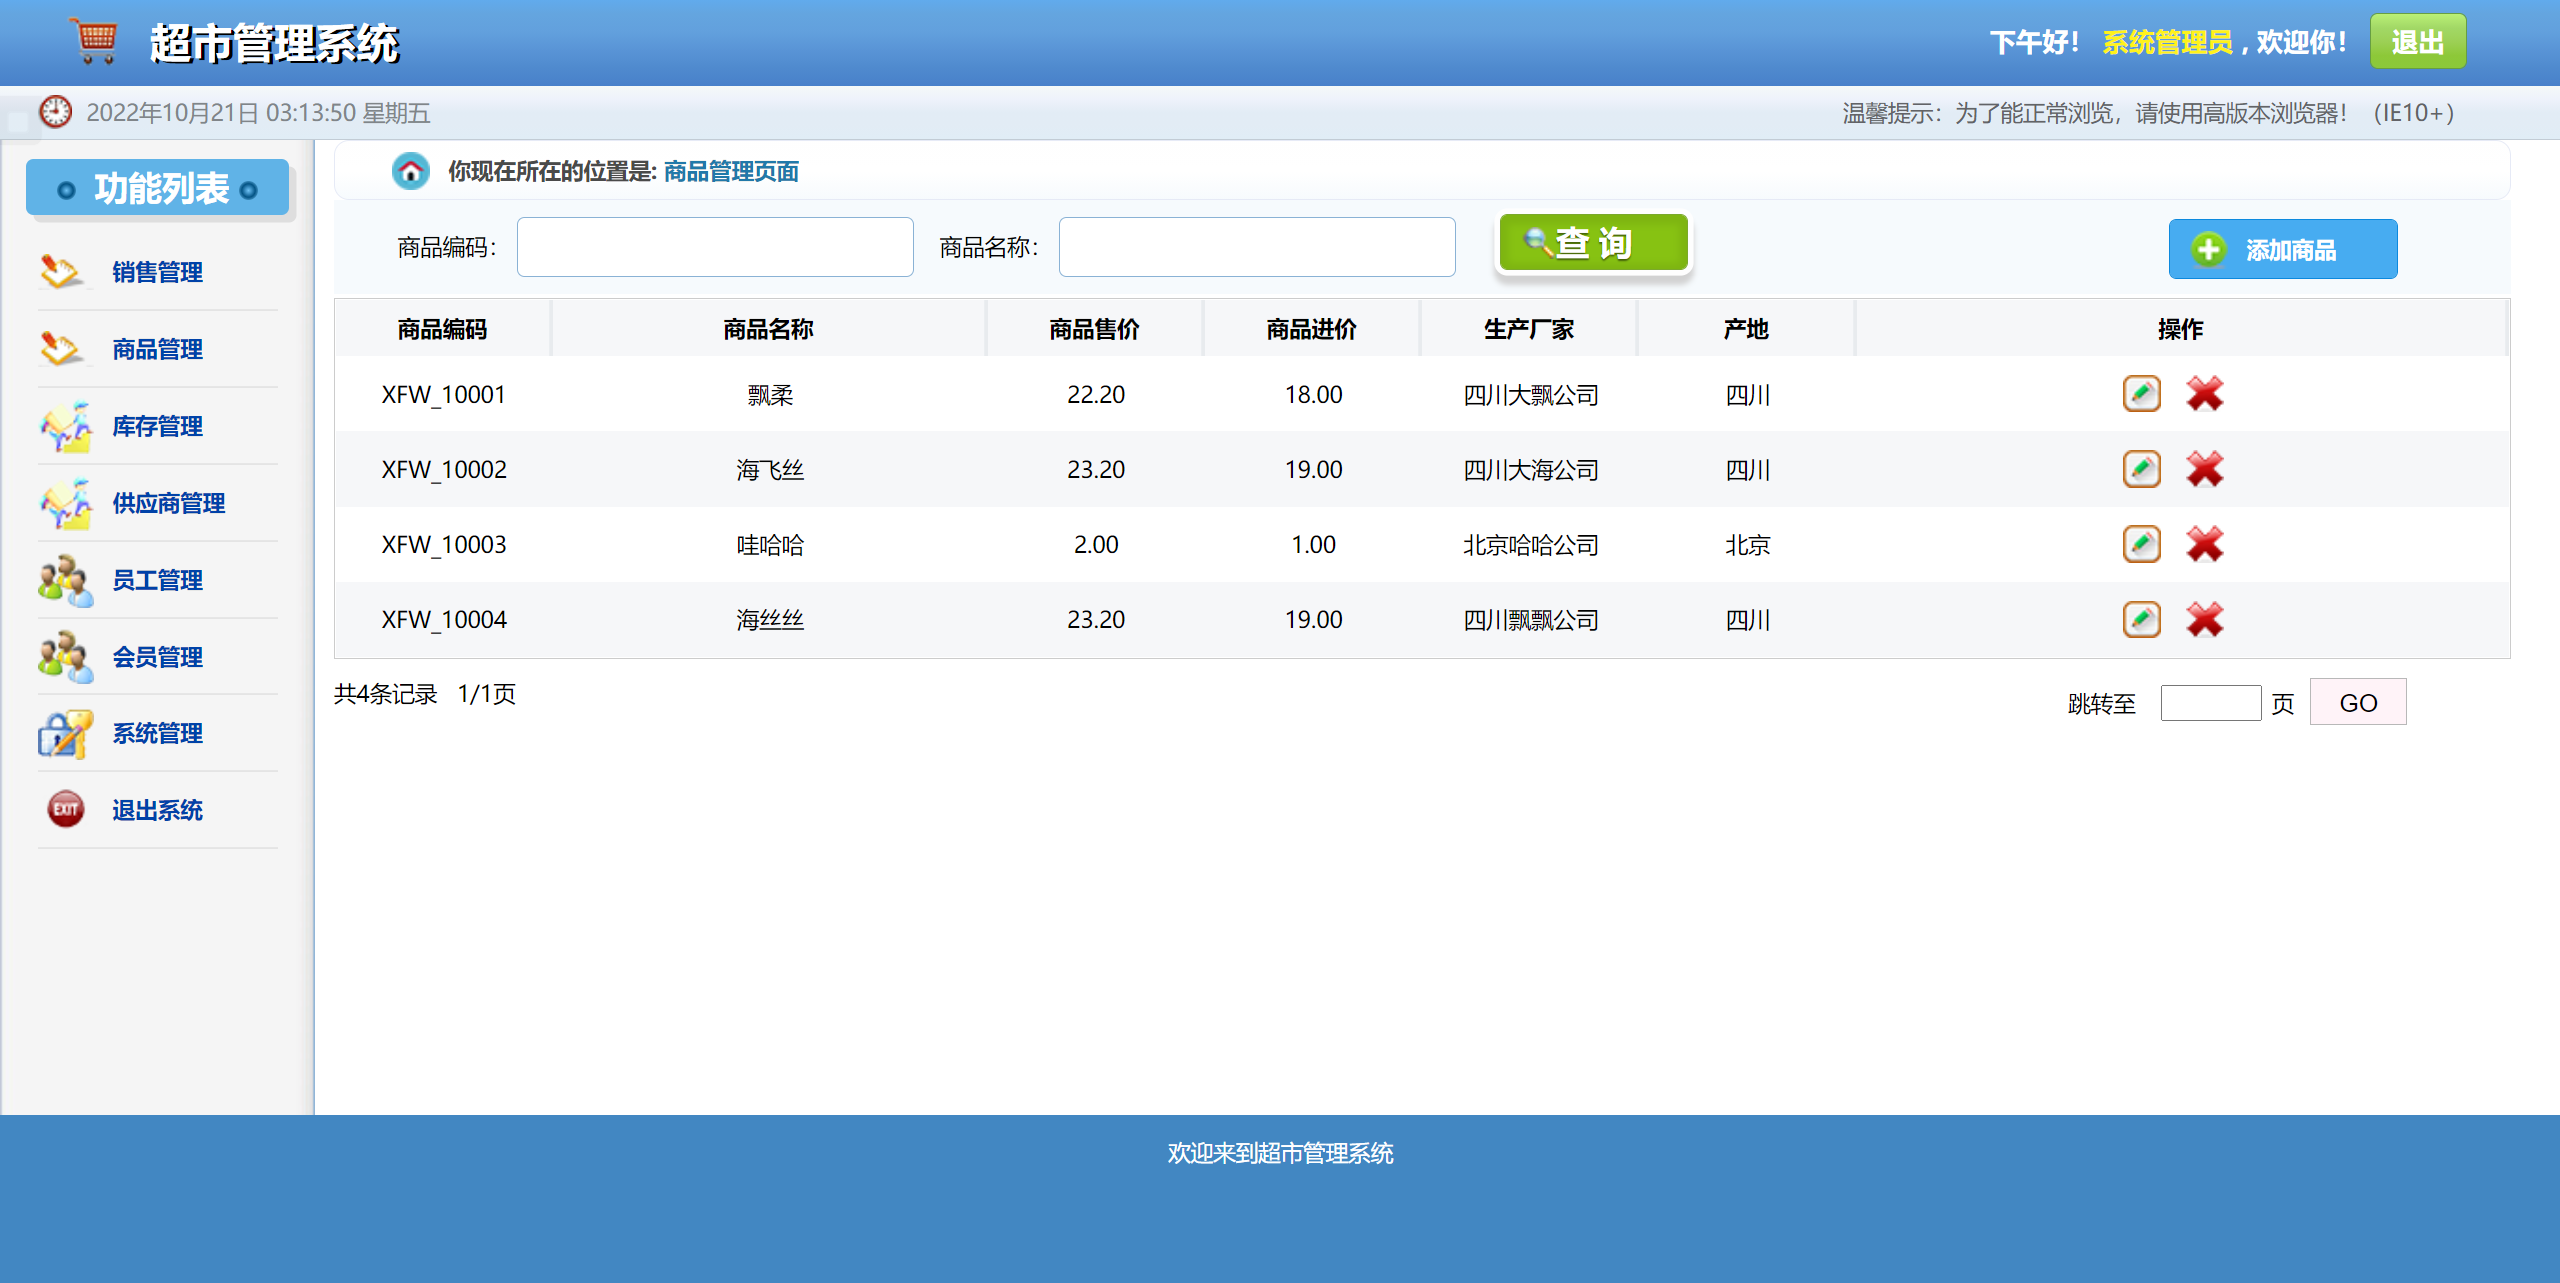 超市管理系统
下午好！ 系统管理员 , 欢迎你！ 退出
2022年10月21日 03:13:50 星期五
温馨提示：为了能正常浏览，请使用高版本浏览器！（IE10+）
功能列表
销售管理
商品管理
库存管理
供应商管理
员工管理
会员管理
系统管理
EXIT 退出系统
你现在所在的位置是: 商品管理页面
商品编码： 商品名称： 查 询 添加商品
商品编码 商品名称 商品售价 商品进价 生产厂家 产地 操作
XFW_10001 飘柔 22.20 18.00 四川大飘公司 四川
XFW_10002 海飞丝 23.20 19.00 四川大海公司 四川
XFW_10003 哇哈哈 2.00 1.00 北京哈哈公司 北京
XFW_10004 海丝丝 23.20 19.00 四川飘飘公司 四川
共4条记录 1/1页
跳转至 页 GO
欢迎来到超市管理系统